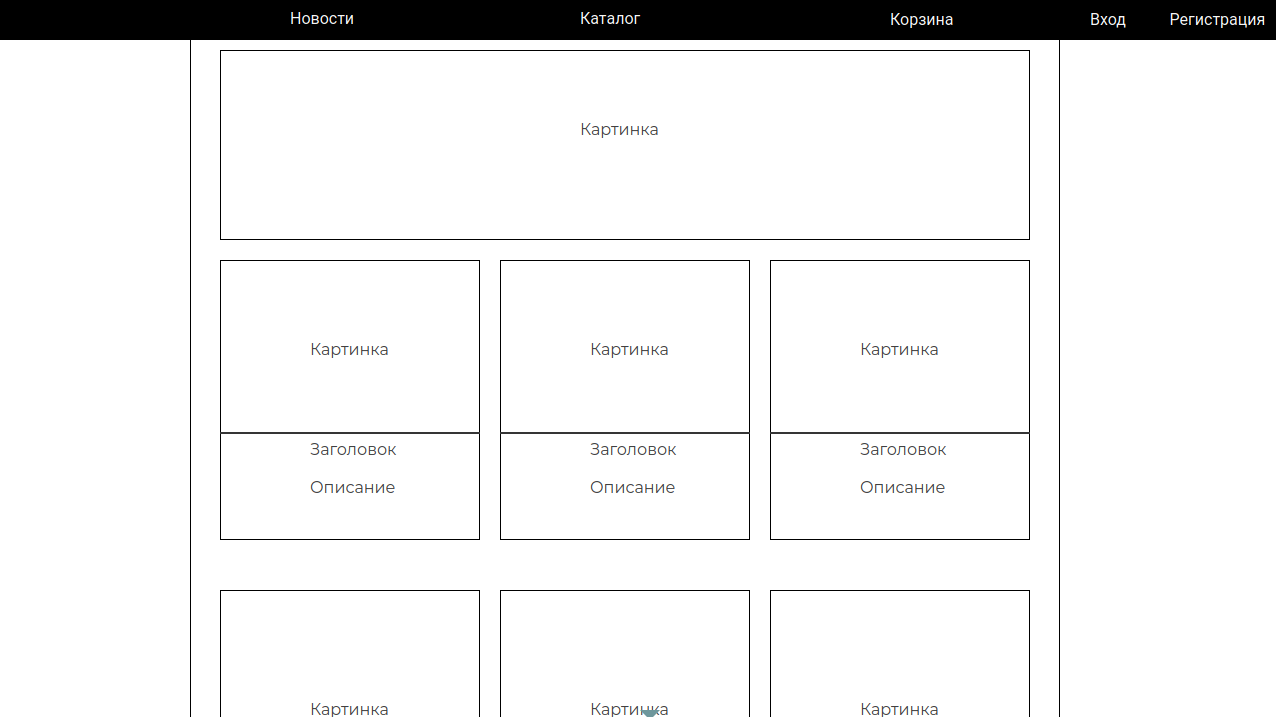 Новости Каталог Корзина Вход Регистрация
Картинка
Картинка Картинка Картинка
Заголовок Заголовок Заголовок
Описание Описание Описание
Картинка Картинка Картинка